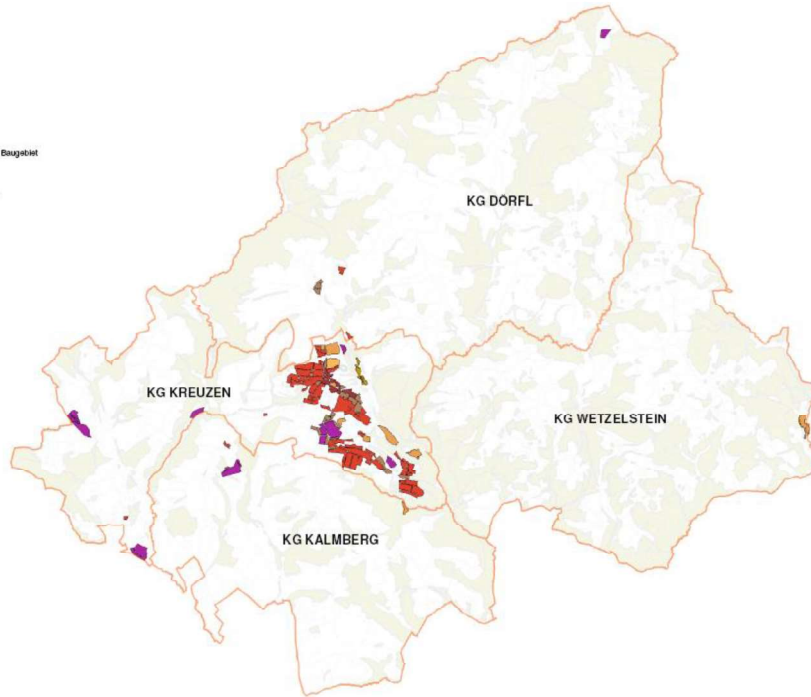 Baugebiet
KG DÖRFL
KG KREUZEN
KG WETZELSTEIN
KG KALMBERG